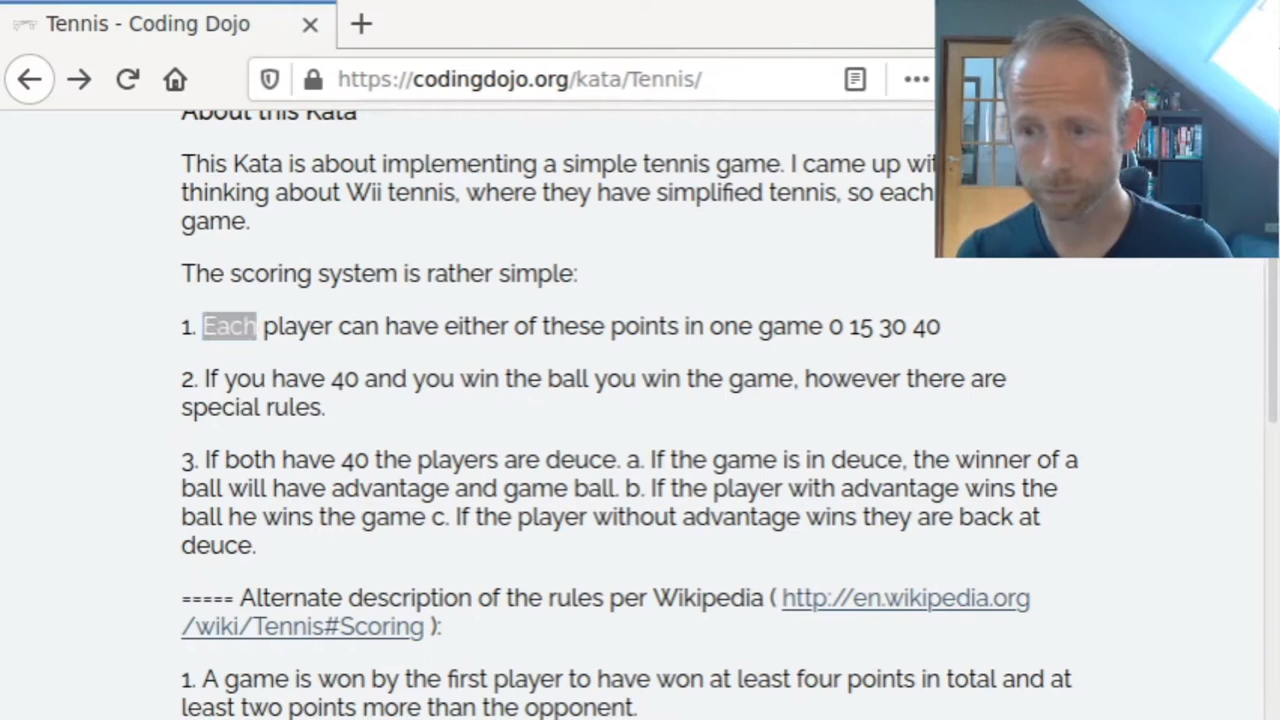 Tennis - Coding Dojo
https://codingdojo.org/kata/Tennis/
About this Kata
This Kata is about implementing a simple tennis game. I came up
thinking about Wii tennis, where they have simplified tennis, so each
game.
The scoring system is rather simple:
1. Each player can have either of these points in one game 0 15 30 40
2. If you have 40 and you win the ball you win the game, however there are
special rules.
3. If both have 40 the players are deuce. a. If the game is in deuce, the winner of a
ball will have advantage and game ball. b. If the player with advantage wins the
ball he wins the game c. If the player without advantage wins they are back at
deuce.
===== Alternate description of the rules per Wikipedia ( http://en.wikipedia.org
/wiki/Tennis#Scoring ):
1. A game is won by the first player to have won at least four points in total and at
least two points more than the opponent.